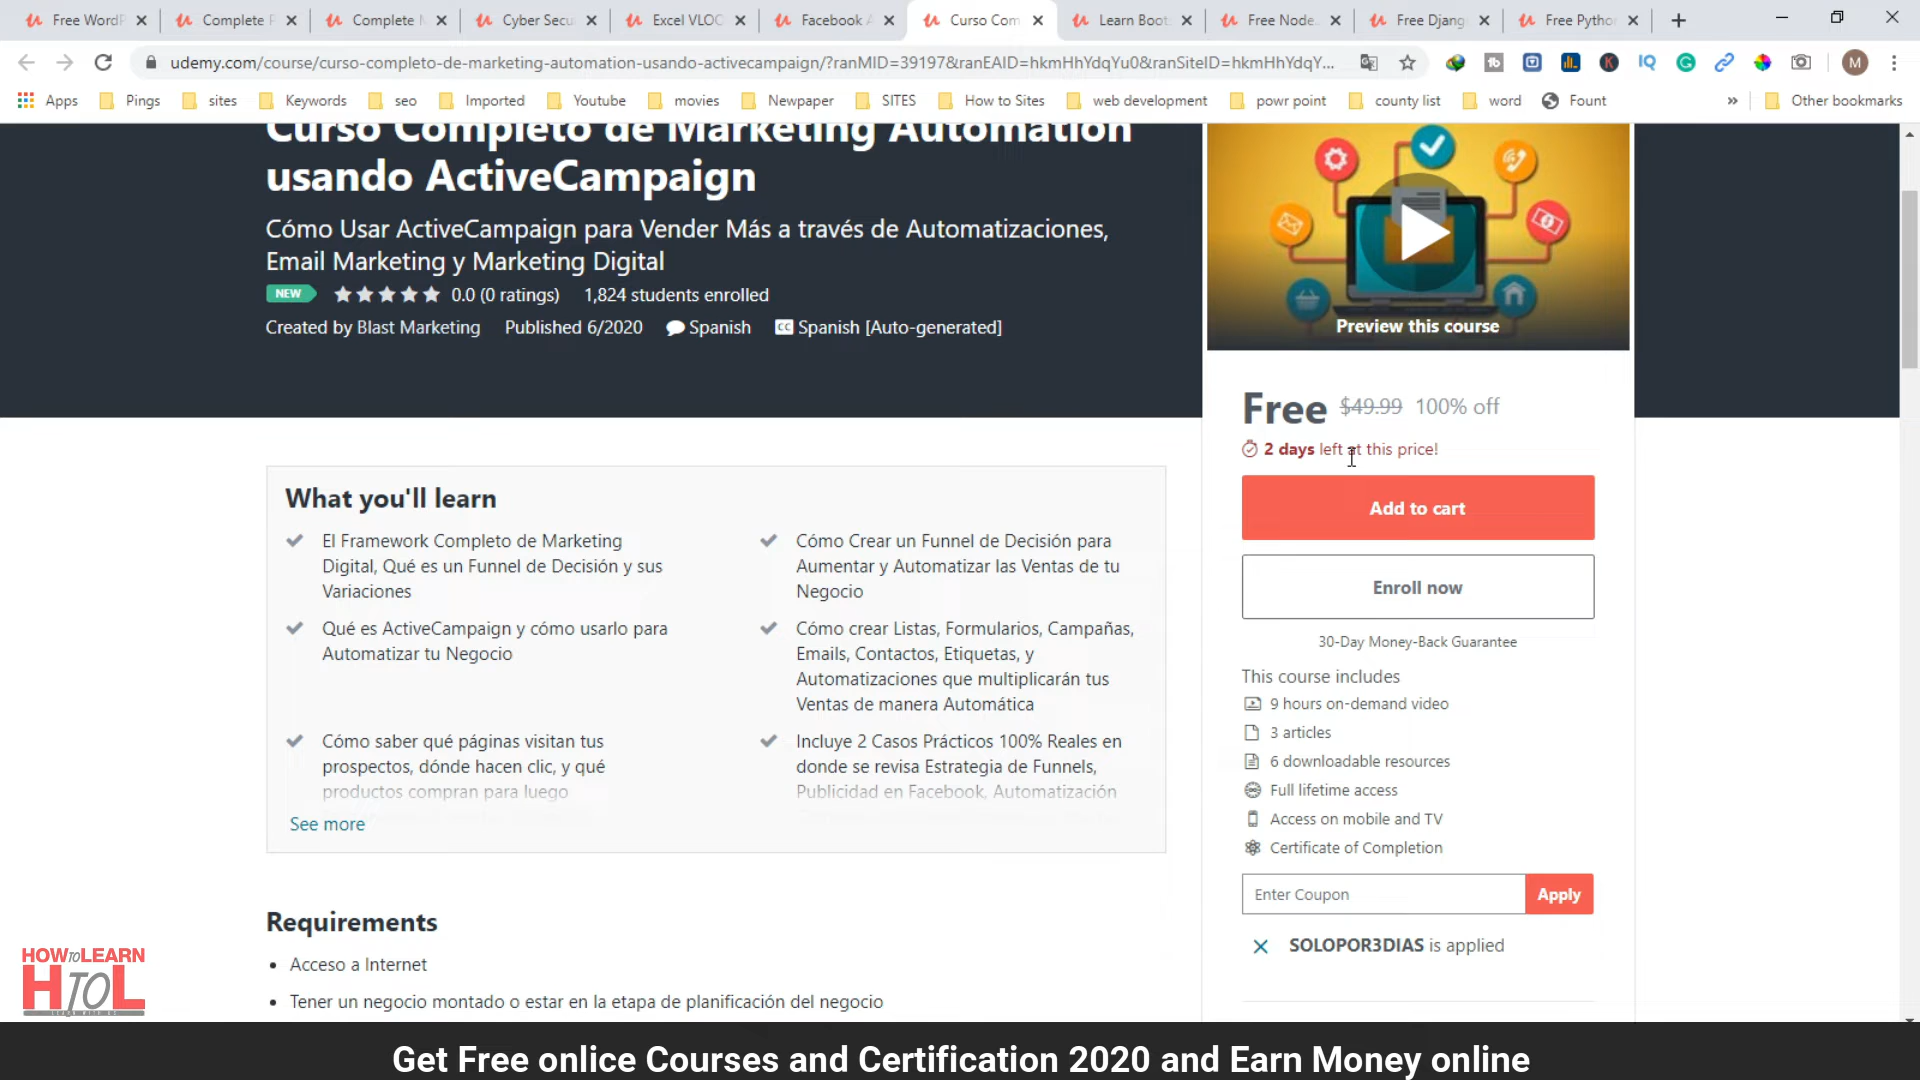 Free WordP
Complete P
Complete M
Cyber Secu
Excel VLOO
Facebook A
Curso Com
Learn Boot
Free Node.
Free Djang
Free Pytho
udemy.com/course/curso-completo-de-marketing-automation-usando-activecampaign/?ranMID=39197&ranEAID=hkmHhYdqYu0&ranSiteID=hkmHhYdqY...
M
Apps
Pings
sites
Keywords
seo
Imported
Youtube
movies
Newpaper
SITES
How to Sites
web development
powr point
county list
word
Fount
Other bookmarks
Curso Completo de Marketing Automation
usando ActiveCampaign
Cómo Usar ActiveCampaign para Vender Más a través de Automatizaciones,
Email Marketing y Marketing Digital
NEW 0.0 (0 ratings) 1,824 students enrolled
Created by Blast Marketing Published 6/2020 Spanish CC Spanish [Auto-generated]
Preview this course
Free $49.99 100% off
2 days left at this price!
Add to cart
Enroll now
30-Day Money-Back Guarantee
This course includes
9 hours on-demand video
3 articles
6 downloadable resources
Full lifetime access
Access on mobile and TV
Certificate of Completion
Enter Coupon Apply
SOLOPOR3DIAS is applied
What you'll learn
El Framework Completo de Marketing
Digital, Qué es un Funnel de Decisión y sus
Variaciones
Cómo Crear un Funnel de Decisión para
Aumentar y Automatizar las Ventas de tu
Negocio
Qué es ActiveCampaign y cómo usarlo para
Automatizar tu Negocio
Cómo crear Listas, Formularios, Campañas,
Emails, Contactos, Etiquetas, y
Automatizaciones que multiplicarán tus
Ventas de manera Automática
Cómo saber qué páginas visitan tus
prospectos, dónde hacen clic, y qué
productos compran para luego
Incluye 2 Casos Prácticos 100% Reales en
donde se revisa Estrategia de Funnels,
Publicidad en Facebook, Automatización
See more
Requirements
Acceso a Internet
Tener un negocio montado o estar en la etapa de planificación del negocio
HOW to LEARN
HTOL
Get Free onlice Courses and Certification 2020 and Earn Money online